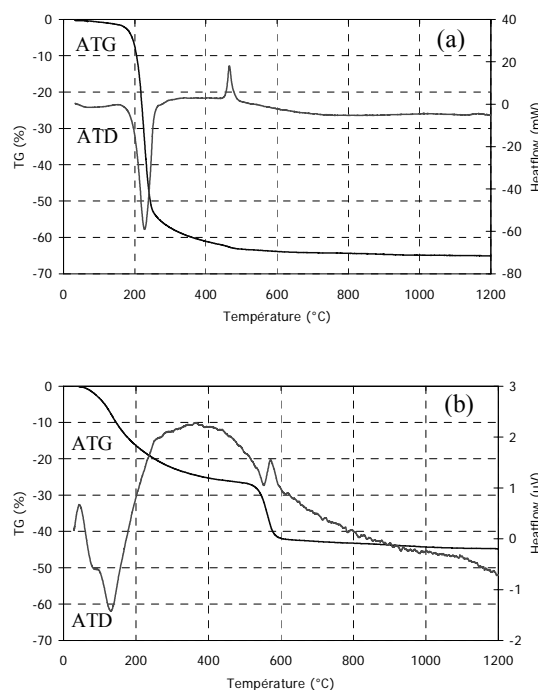 0
-10
-20
-30
-40
-50
-60
-70
TG (%)
40
20
0
-20
-40
-60
-80
Heatflow (mW)
0 200 400 600 800 1000 1200
Température (°C)
(a)
ATG
ATD
0
-10
-20
-30
-40
-50
-60
-70
TG (%)
3
2
1
0
-1
-2
Heatflow (µV)
0 200 400 600 800 1000 1200
Température (°C)
(b)
ATG
ATD